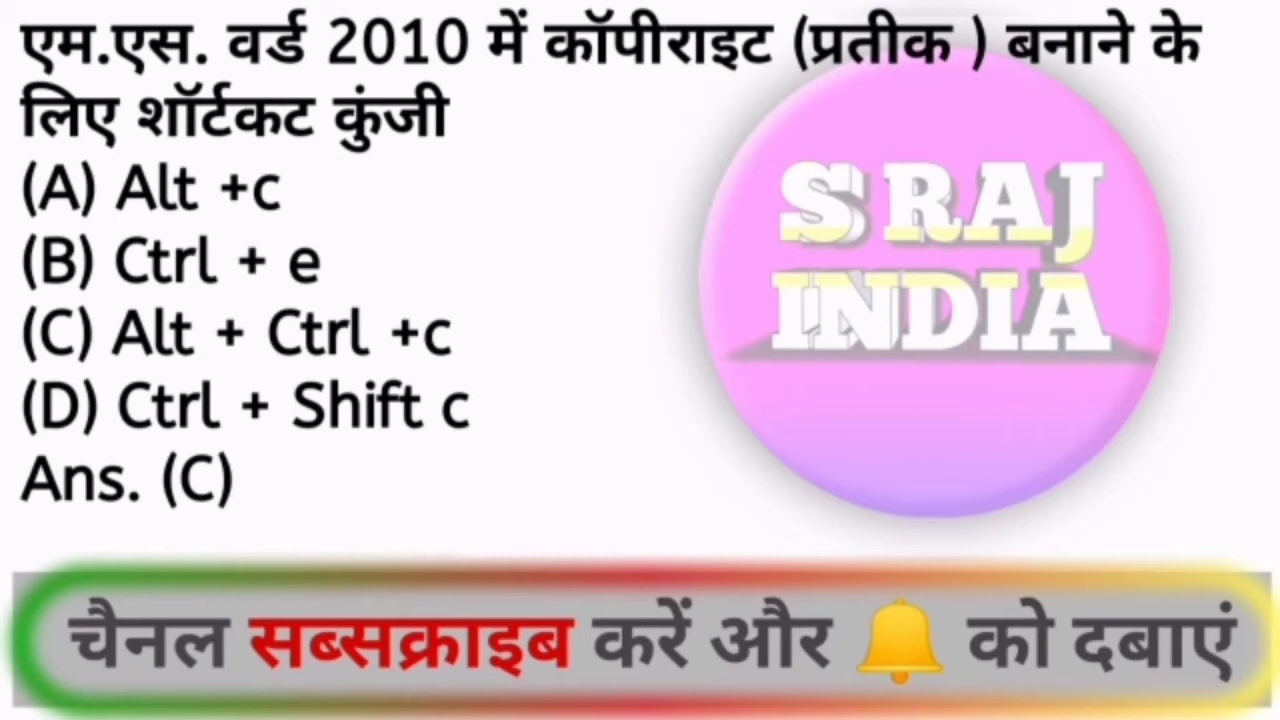 एम.एस. वर्ड 2010 में कॉपीराइट (प्रतीक ) बनाने के
लिए शॉर्टकट कुंजी
(A) Alt +c
(B) Ctrl + e
(C) Alt + Ctrl +c
(D) Ctrl + Shift c
Ans. (C)
S RAJ
INDIA
चैनल सब्सक्राइब करें और 🔔 को दबाएं